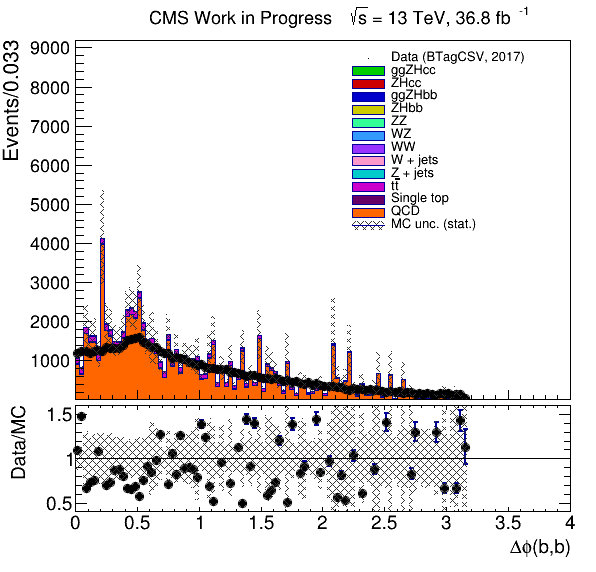 CMS Work in Progress √s = 13 TeV, 36.8 fb⁻¹
Events/0.033
9000
8000
7000
6000
5000
4000
3000
2000
1000
Data (BTagCSV, 2017)
ggZHcc
ZHcc
ggZHbb
ZHbb
ZZ
WZ
WW
W + jets
Z + jets
tt̅
Single top
QCD
MC unc. (stat.)
Data/MC
1.5
1
0.5
0 0.5 1 1.5 2 2.5 3 3.5 4
Δϕ(b,b)